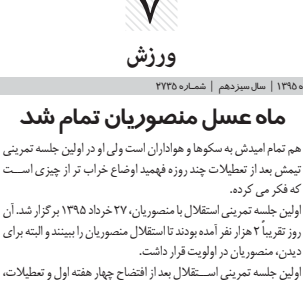 ۷
ورزش
ه ۱۳۹۵ | سال سیزدهم | شماره ۲۷۳۵
ماه عسل منصوریان تمام شد
هم تمام امیدش به سکوها و هواداران است ولی او در اولین جلسه تمرینی
تیمش بعد از تعطیلات چند روزه فهمید اوضاع خراب تر از چیزی است
که فکر می کرده.
اولین جلسه تمرینی استقلال با منصوریان، ۲۷ خرداد ۱۳۹۵ برگزار شد. آن
روز تقریباً ۲ هزار نفر آمده بودند تا استقلال منصوریان را ببینند و البته برای
دیدن، منصوریان در اولویت قرار داشت.
اولین جلسه تمرینی استقلال بعد از افتضاح چهار هفته اول و تعطیلات،